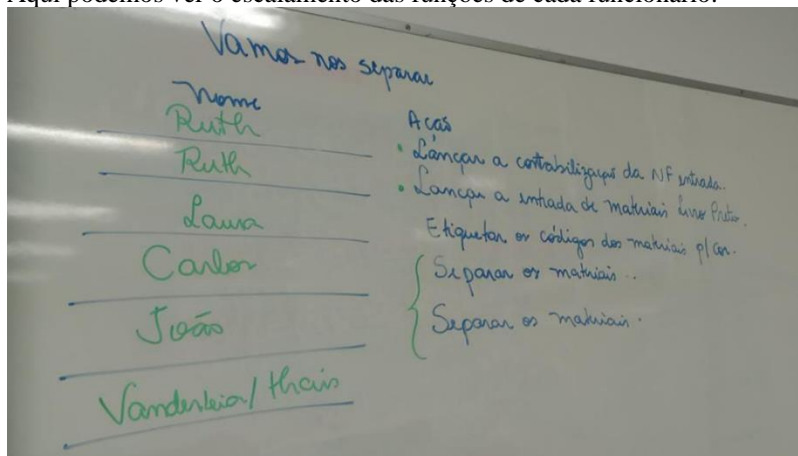 Aqui podemos ver o escalamento das funções de cada funcionário.
Vamos nos separar
Nome
Ação
Ruth
• Lançar a contabilização da NF entrada.
Ruth
• Lançar a entrada de materiais Livro Preto.
Laura
Etiquetar os códigos dos materiais p/
Carlos
Separar os materiais..
João
Separar os materiais.
Vanderleia/ thais